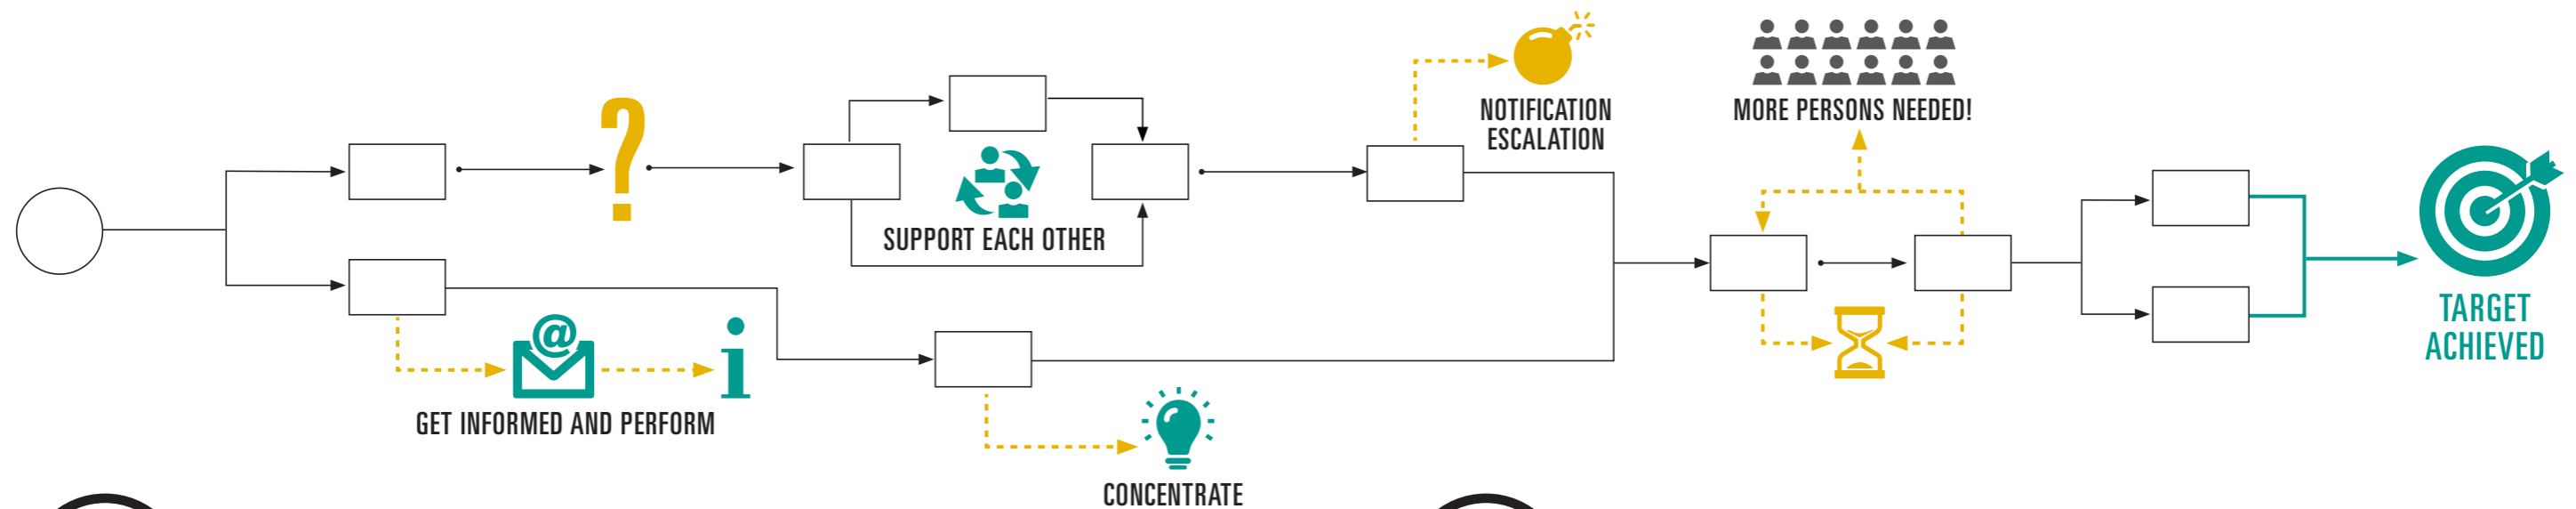 NOTIFICATION
ESCALATION
MORE PERSONS NEEDED!
?
SUPPORT EACH OTHER
@
i
GET INFORMED AND PERFORM
CONCENTRATE
TARGET
ACHIEVED